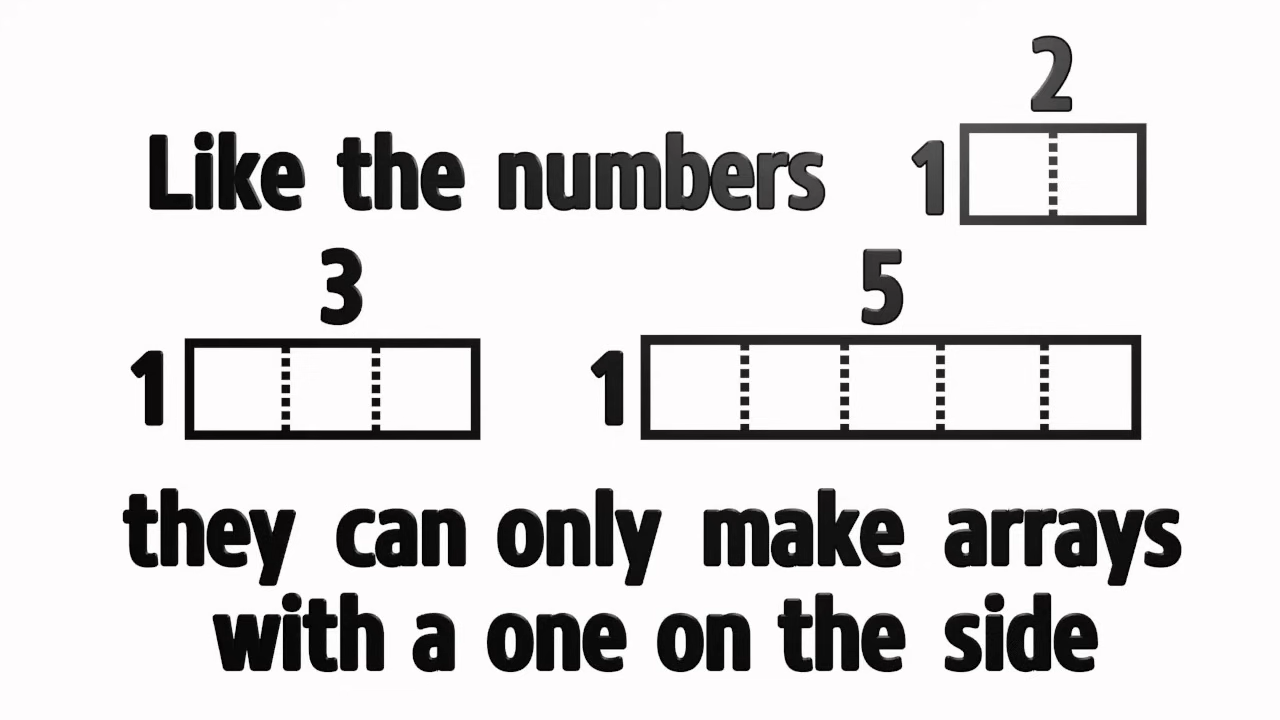 2
Like the numbers 1
3 5
1 1
they can only make arrays
with a one on the side